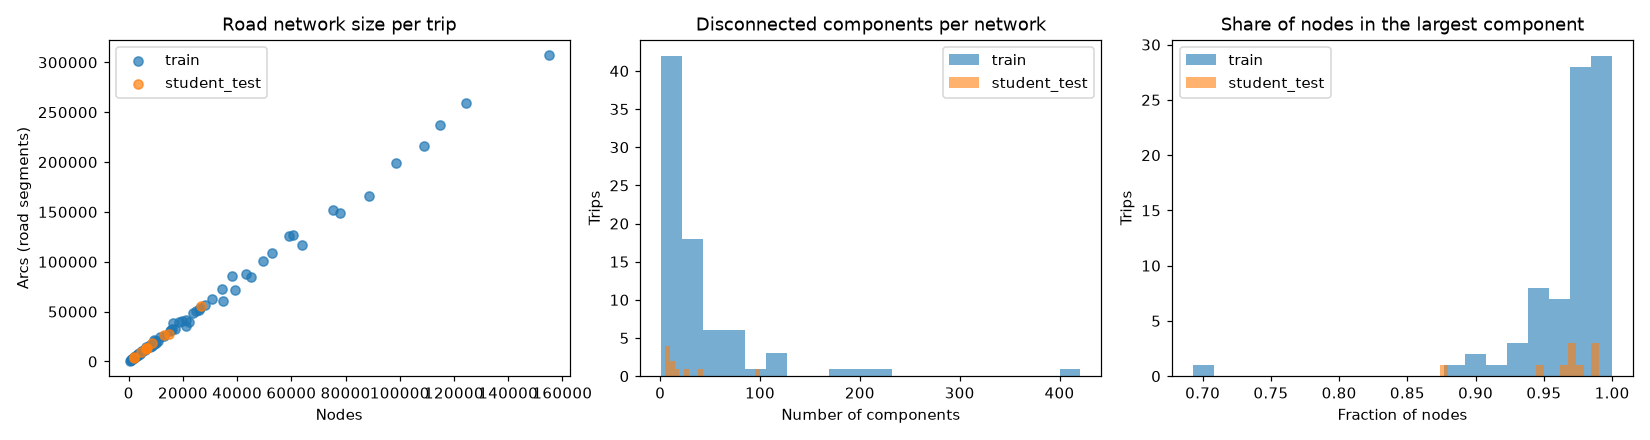 Road network size per trip
train
student_test
300000
250000
200000
150000
100000
50000
0
Arcs (road segments)
0 20000 40000 60000 80000 100000 120000 140000 160000
Nodes
Disconnected components per network
train
student_test
40
35
30
25
20
15
10
5
0
Trips
0 100 200 300 400
Number of components
Share of nodes in the largest component
train
student_test
30
25
20
15
10
5
0
Trips
0.70 0.75 0.80 0.85 0.90 0.95 1.00
Fraction of nodes